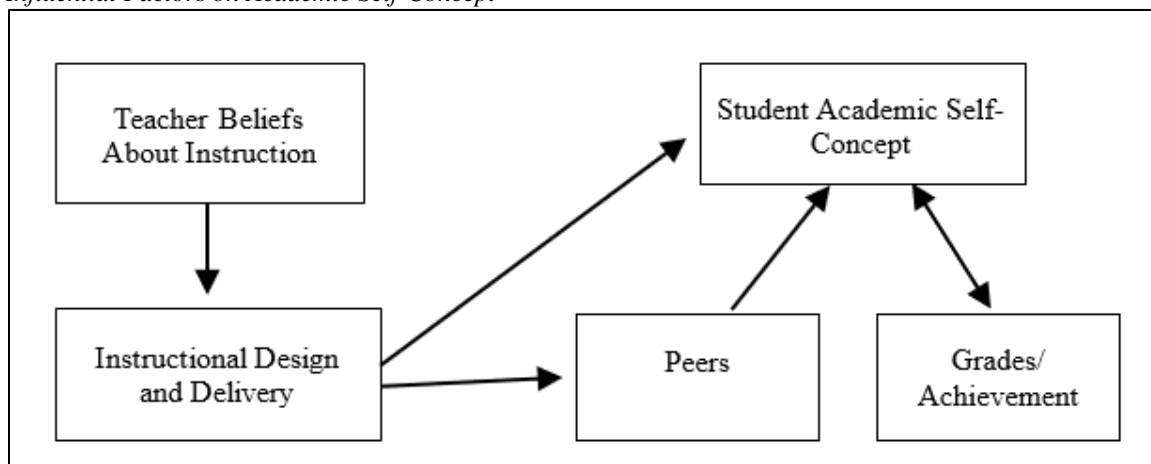 Influential Factors on Academic Self-Concept
Teacher Beliefs
About Instruction
Student Academic Self-
Concept
Instructional Design
and Delivery
Peers
Grades/
Achievement